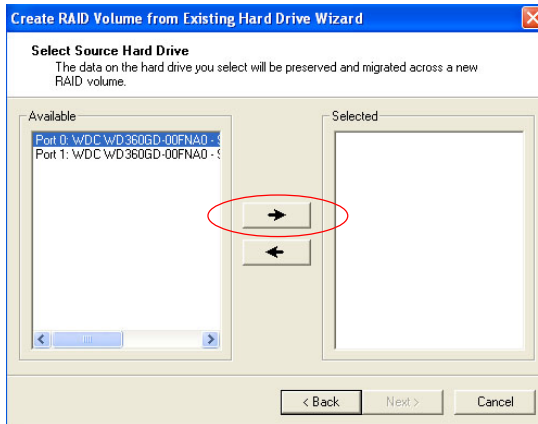 Create RAID Volume from Existing Hard Drive Wizard
Select Source Hard Drive
The data on the hard drive you select will be preserved and migrated across a new
RAID volume.
Available
Selected
Port 0: WDC WD360GD-00FNA0 - S
Port 1: WDC WD360GD-00FNA0 - S
< Back
Next >
Cancel